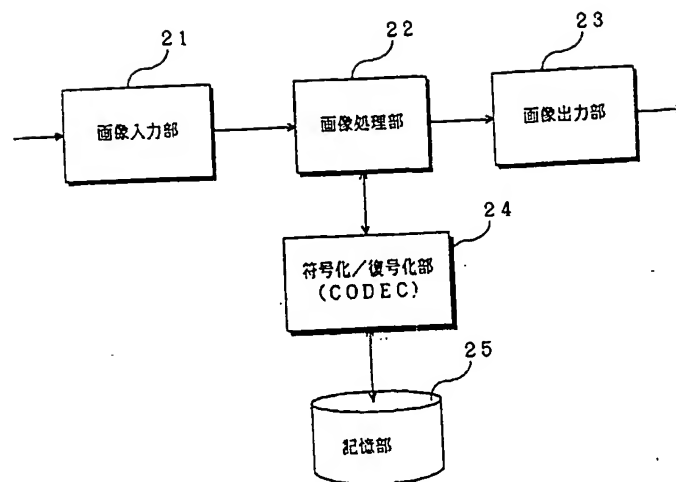 21
22
23
画像入力部
画像処理部
画像出力部
24
符号化/復号化部
(CODEC)
25
記憶部